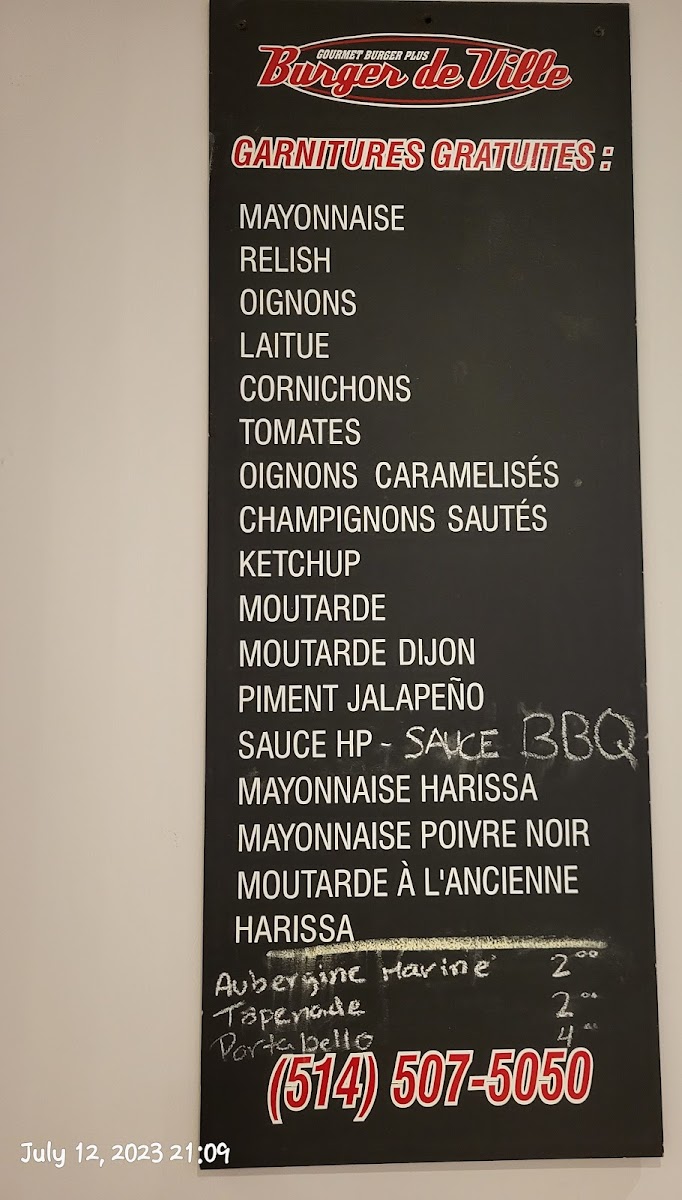 GOURMET BURGER PLUS
Burger de Ville
GARNITURES GRATUITES :
MAYONNAISE
RELISH
OIGNONS
LAITUE
CORNICHONS
TOMATES
OIGNONS CARAMELISÉS
CHAMPIGNONS SAUTÉS
KETCHUP
MOUTARDE
MOUTARDE DIJON
PIMENT JALAPEÑO
SAUCE HP - SAUCE BBQ
MAYONNAISE HARISSA
MAYONNAISE POIVRE NOIR
MOUTARDE À L'ANCIENNE
HARISSA
Aubergine Mariné 2.00
Tapenade 2.00
Portabello 4.00
(514) 507-5050
July 12, 2023 21:09